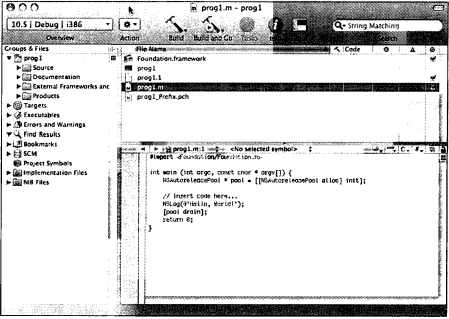 prog1.m - prog1
10.5 | Debug | i386
String Matching
Overview Action Build Build and Go Tasks Search
Groups & Files
File Name Code
prog1
Source
Documentation
External Frameworks and
Products
Targets
Executables
Errors and Warnings
Find Results
Bookmarks
SCM
Project Symbols
Implementation Files
NIB Files
Foundation.framework
prog1
prog1.1
prog1.m
prog1_Prefix.pch
prog1.m:1 <No selected symbol>
#import <Foundation/Foundation.h>
int main (int argc, const char * argv[]) {
NSAutoreleasePool * pool = [[NSAutoreleasePool alloc] init];
// insert code here...
NSLog(@"Hello, World!");
[pool drain];
return 0;
}